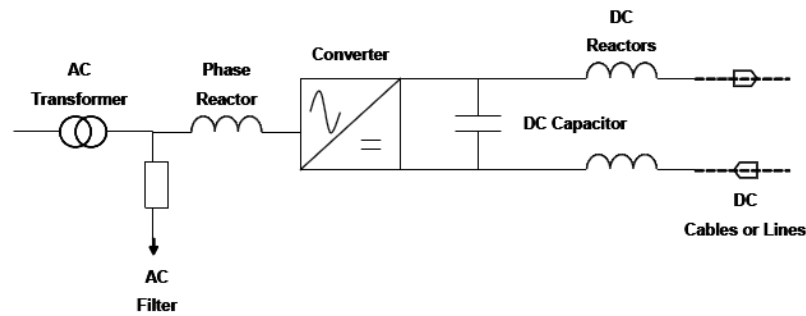 AC
Transformer
Phase
Reactor
Converter
DC
Reactors
DC Capacitor
DC
Cables or Lines
AC
Filter